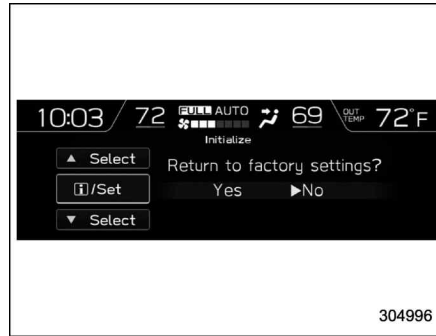 10:03 72 FULL AUTO 69 OUT TEMP 72°F
Initialize
▲ Select
Return to factory settings?
i/Set
Yes ▶No
▼ Select
304996